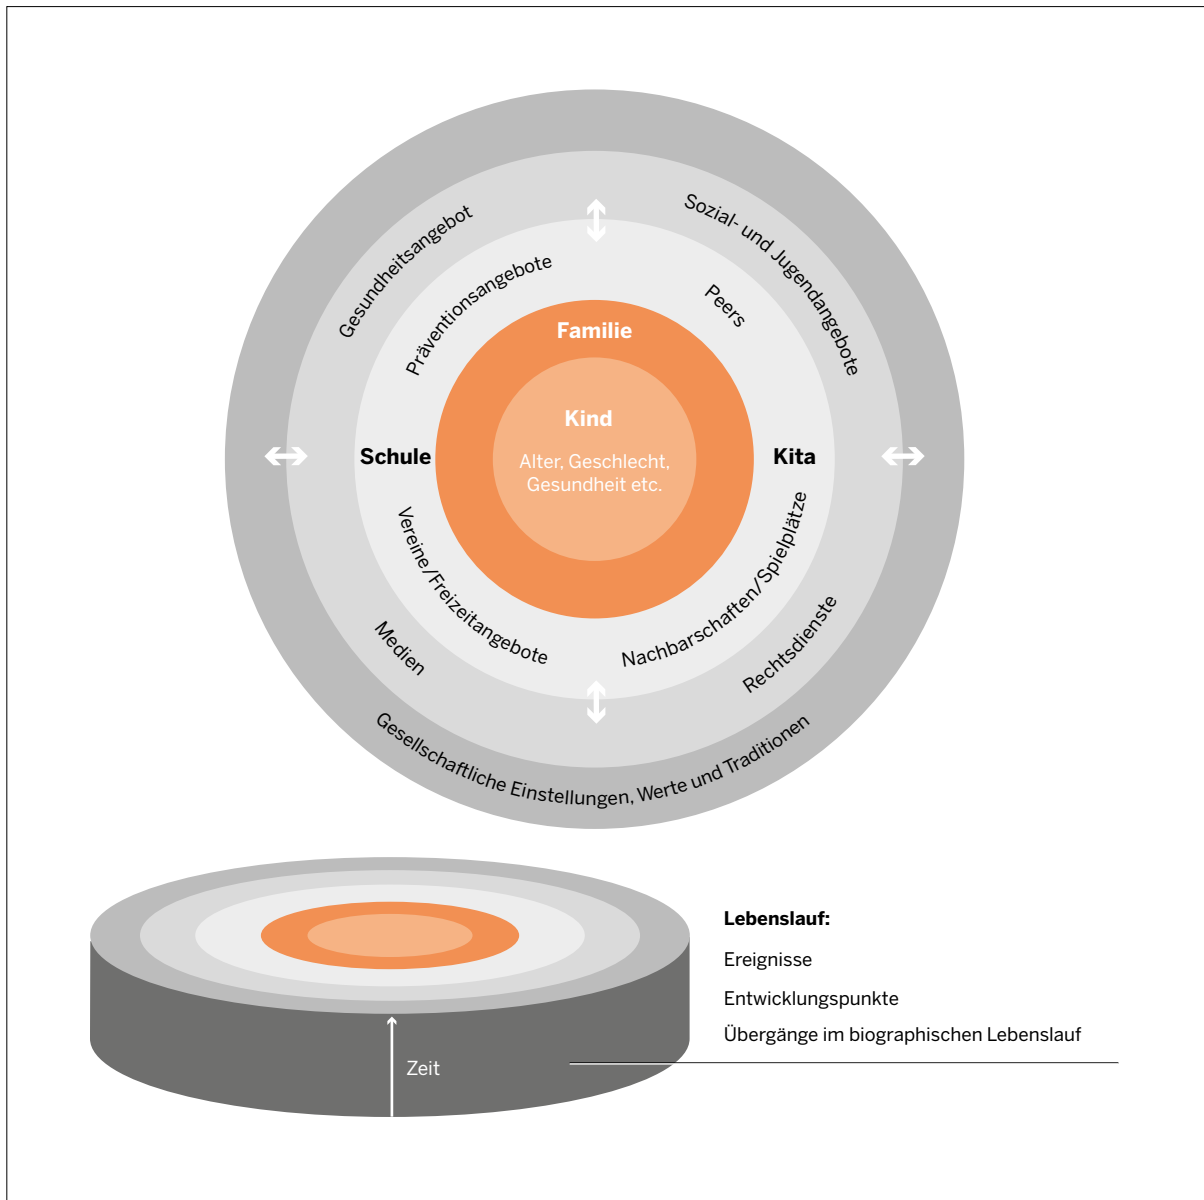 Gesundheitsangebot
Sozial- und Jugendangebote
Präventionsangebote
Peers
Familie
Kind
Alter, Geschlecht,
Gesundheit etc.
Schule
Kita
Vereine/Freizeitangebote
Nachbarschaften/Spielplätze
Medien
Rechtsdienste
Gesellschaftliche Einstellungen, Werte und Traditionen
Lebenslauf:
Ereignisse
Entwicklungspunkte
Übergänge im biographischen Lebenslauf
Zeit